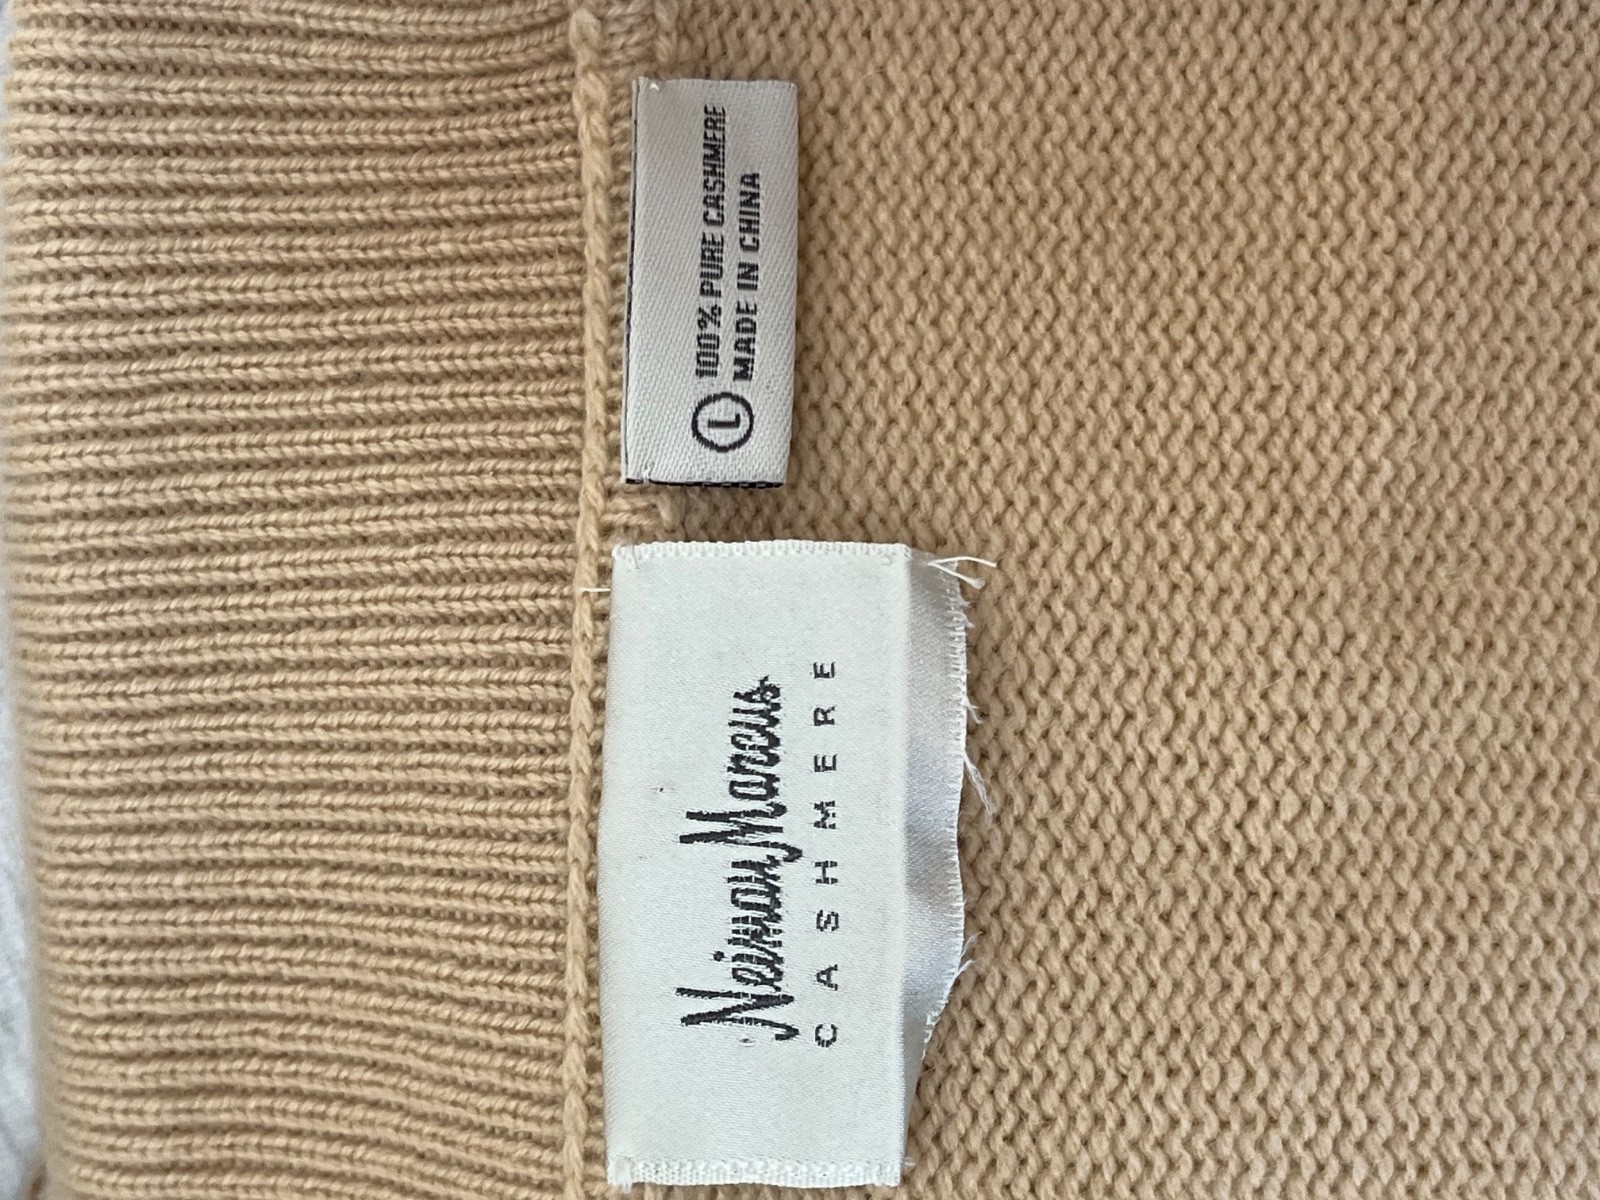 Neiman Marcus
CASHMERE
L 100% PURE CASHMERE
MADE IN CHINA